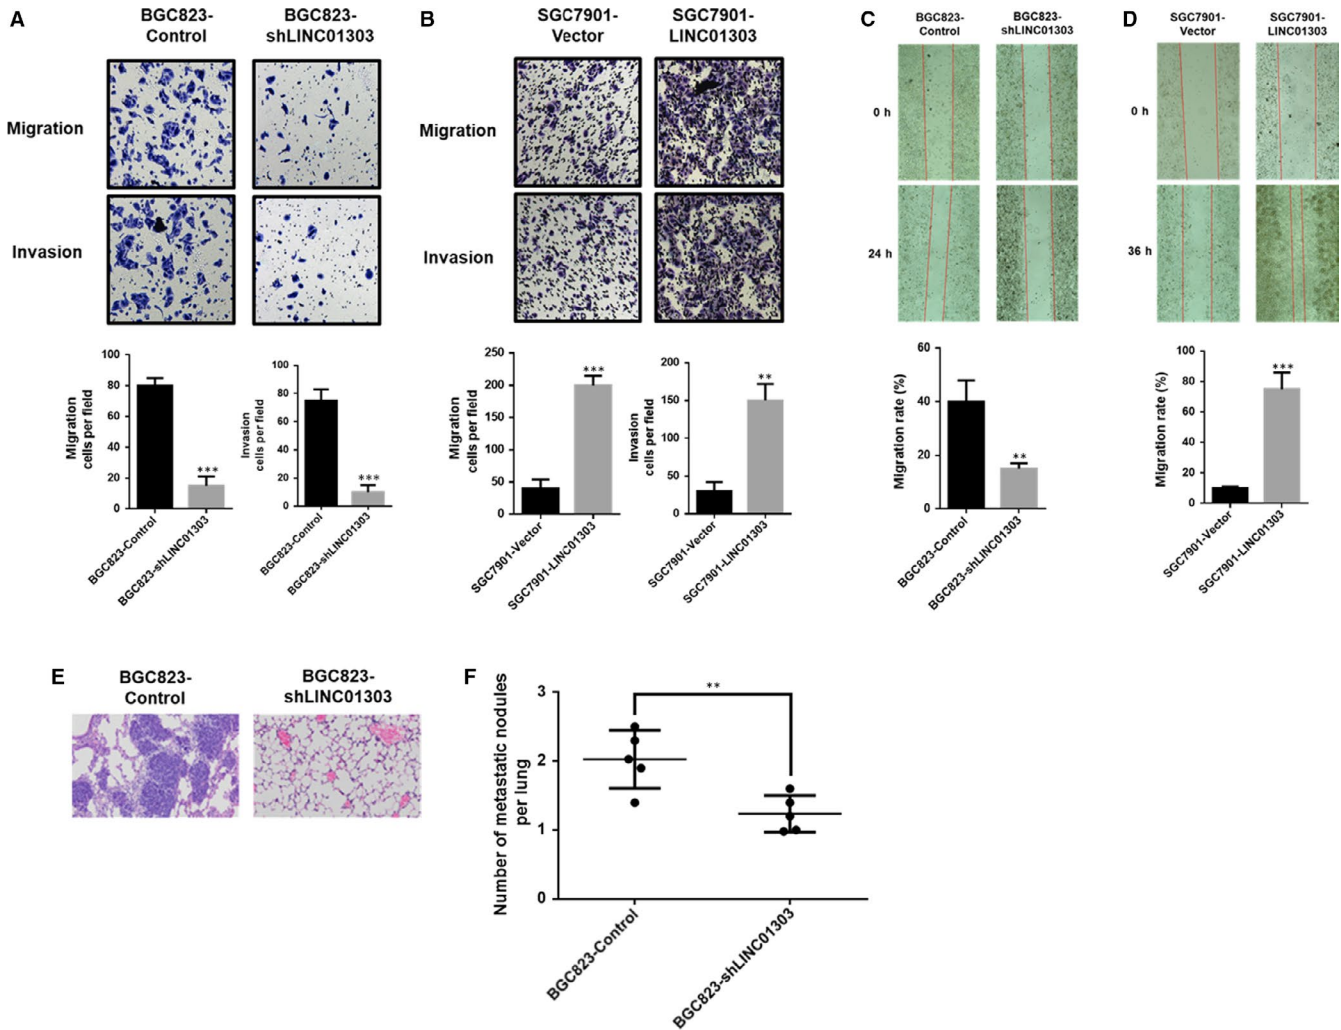 A
BGC823-
Control
BGC823-
shLINC01303
Migration
Invasion
100
80
60
40
20
0
Migration
cells per field
***
BGC823-Control
BGC823-shLINC01303
100
80
60
40
20
0
Invasion
cells per field
***
BGC823-Control
BGC823-shLINC01303
B
SGC7901-
Vector
SGC7901-
LINC01303
Migration
Invasion
250
200
150
100
50
0
Migration
cells per field
***
SGC7901-Vector
SGC7901-LINC01303
200
150
100
50
0
Invasion
cells per field
**
SGC7901-Vector
SGC7901-LINC01303
C
BGC823-
Control
BGC823-
shLINC01303
0 h
24 h
60
40
20
0
Migration rate (%)
**
BGC823-Control
BGC823-shLINC01303
D
SGC7901-
Vector
SGC7901-
LINC01303
0 h
36 h
100
80
60
40
20
0
Migration rate (%)
***
SGC7901-Vector
SGC7901-LINC01303
E
BGC823-
Control
BGC823-
shLINC01303
F
3
2
1
0
Number of metastatic nodules
per lung
**
BGC823-Control
BGC823-shLINC01303